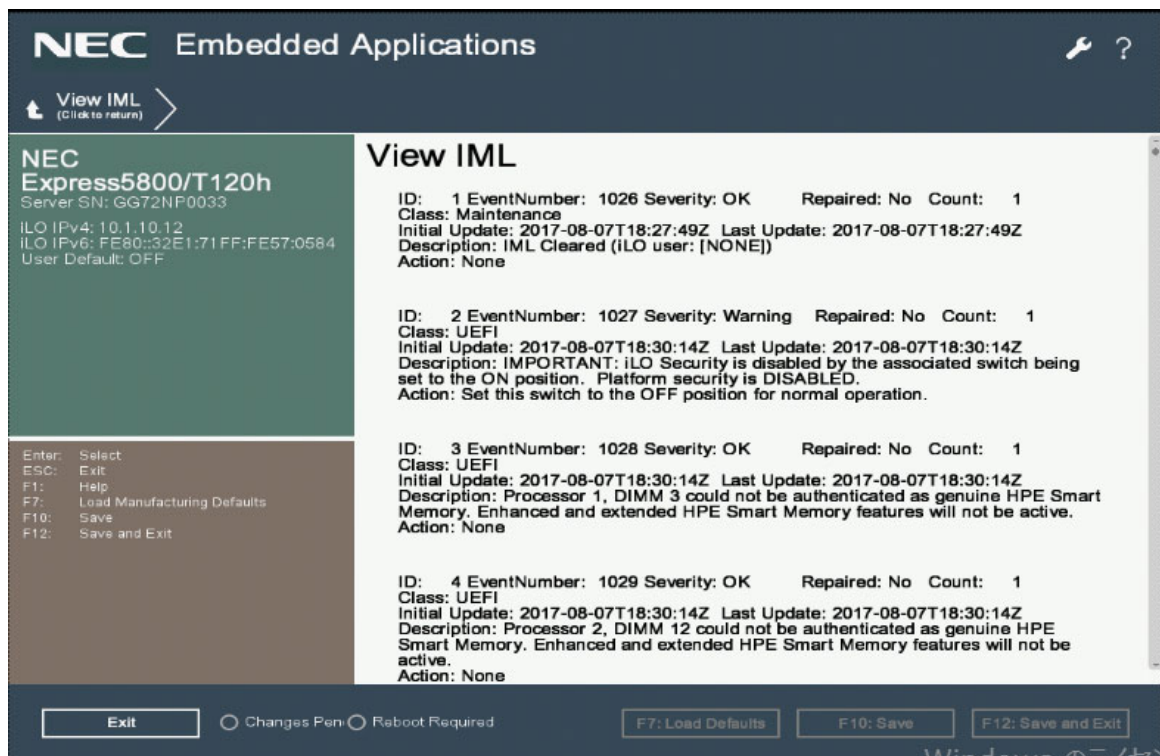 NEC Embedded Applications
?
View IML
(Click to return)
NEC
Express5800/T120h
Server SN: GG72NP0033
iLO IPv4: 10.1.10.12
iLO IPv6: FE80::32E1:71FF:FE57:0584
User Default: OFF
Enter: Select
ESC: Exit
F1: Help
F7: Load Manufacturing Defaults
F10: Save
F12: Save and Exit
View IML
ID: 1 EventNumber: 1026 Severity: OK Repaired: No Count: 1
Class: Maintenance
Initial Update: 2017-08-07T18:27:49Z Last Update: 2017-08-07T18:27:49Z
Description: IML Cleared (iLO user: [NONE])
Action: None
ID: 2 EventNumber: 1027 Severity: Warning Repaired: No Count: 1
Class: UEFI
Initial Update: 2017-08-07T18:30:14Z Last Update: 2017-08-07T18:30:14Z
Description: IMPORTANT: iLO Security is disabled by the associated switch being
set to the ON position. Platform security is DISABLED.
Action: Set this switch to the OFF position for normal operation.
ID: 3 EventNumber: 1028 Severity: OK Repaired: No Count: 1
Class: UEFI
Initial Update: 2017-08-07T18:30:14Z Last Update: 2017-08-07T18:30:14Z
Description: Processor 1, DIMM 3 could not be authenticated as genuine HPE Smart
Memory. Enhanced and extended HPE Smart Memory features will not be active.
Action: None
ID: 4 EventNumber: 1029 Severity: OK Repaired: No Count: 1
Class: UEFI
Initial Update: 2017-08-07T18:30:14Z Last Update: 2017-08-07T18:30:14Z
Description: Processor 2, DIMM 12 could not be authenticated as genuine HPE
Smart Memory. Enhanced and extended HPE Smart Memory features will not be
active.
Action: None
Exit
Changes Pen
Reboot Required
F7: Load Defaults
F10: Save
F12: Save and Exit